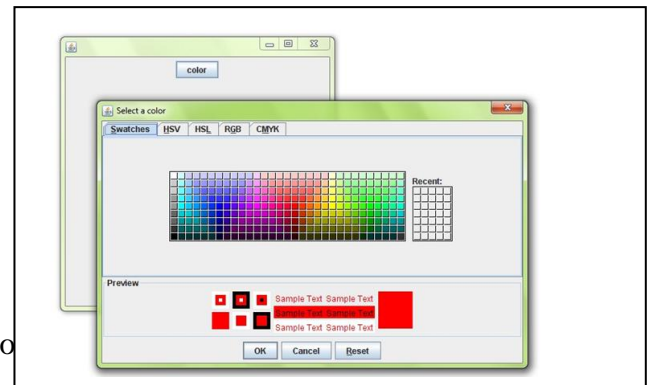 color
Select a color
Swatches HSV HSL RGB CMYK
Recent:
Preview
Sample Text Sample Text
Sample Text Sample Text
Sample Text Sample Text
o
OK Cancel Reset